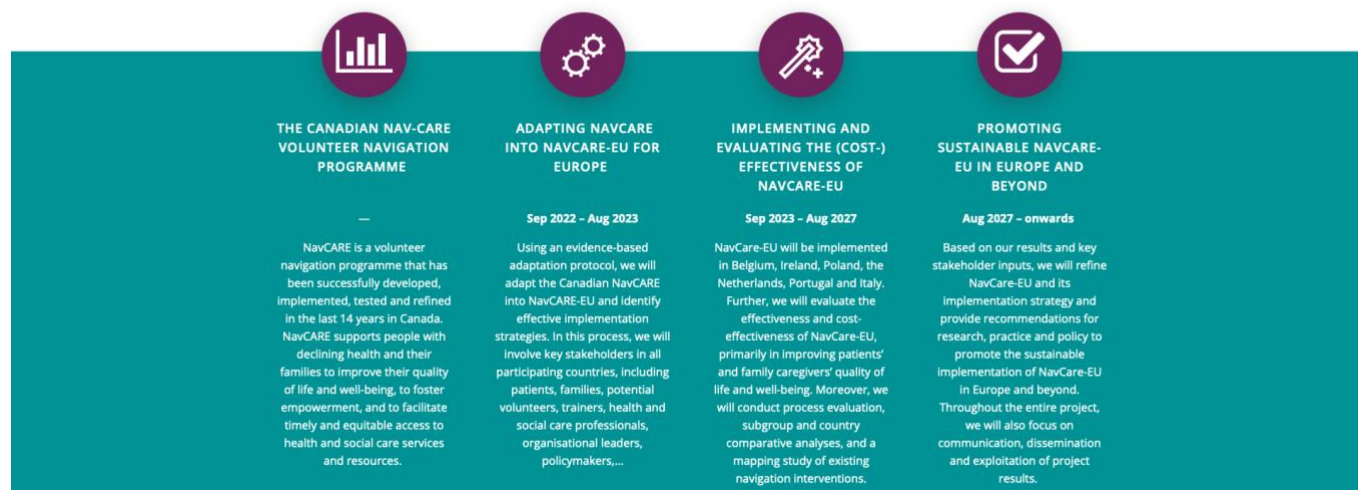 THE CANADIAN NAV-CARE
VOLUNTEER NAVIGATION
PROGRAMME
—
NavCARE is a volunteer
navigation programme that has
been successfully developed,
implemented, tested and refined
in the last 14 years in Canada.
NavCARE supports people with
declining health and their
families to improve their quality
of life and well-being, to foster
empowerment, and to facilitate
timely and equitable access to
health and social care services
and resources.
ADAPTING NAVCARE
INTO NAVCARE-EU FOR
EUROPE
Sep 2022 – Aug 2023
Using an evidence-based
adaptation protocol, we will
adapt the Canadian NavCARE
into NavCARE-EU and identify
effective implementation
strategies. In this process, we will
involve key stakeholders in all
participating countries, including
patients, families, potential
volunteers, trainers, health and
social care professionals,
organisational leaders,
policymakers,...
IMPLEMENTING AND
EVALUATING THE (COST-)
EFFECTIVENESS OF
NAVCARE-EU
Sep 2023 – Aug 2027
NavCare-EU will be implemented
in Belgium, Ireland, Poland, the
Netherlands, Portugal and Italy.
Further, we will evaluate the
effectiveness and cost-
effectiveness of NavCare-EU,
primarily in improving patients'
and family caregivers' quality of
life and well-being. Moreover, we
will conduct process evaluation,
subgroup and country
comparative analyses, and a
mapping study of existing
navigation interventions.
PROMOTING
SUSTAINABLE NAVCARE-
EU IN EUROPE AND
BEYOND
Aug 2027 – onwards
Based on our results and key
stakeholder inputs, we will refine
NavCare-EU and its
implementation strategy and
provide recommendations for
research, practice and policy to
promote the sustainable
implementation of NavCare-EU
in Europe and beyond.
Throughout the entire project,
we will also focus on
communication, dissemination
and exploitation of project
results.